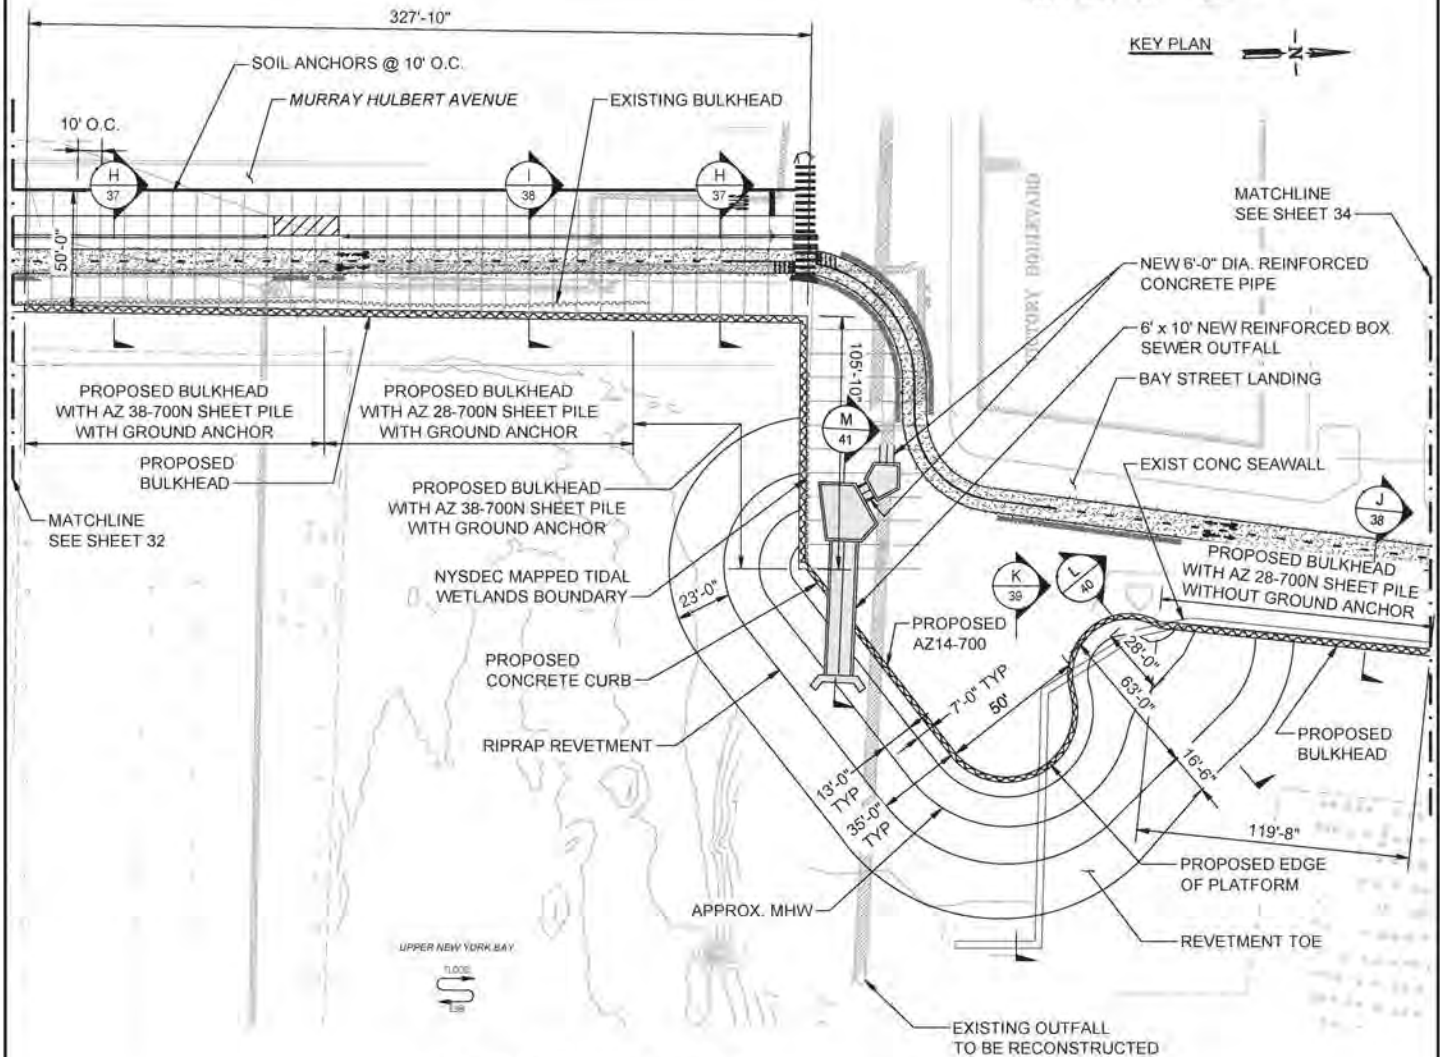 327'-10"
KEY PLAN
N
SOIL ANCHORS @ 10' O.C.
MURRAY HULBERT AVENUE
EXISTING BULKHEAD
10' O.C.
H
37
I
38
H
37
50'-0"
MATCHLINE
SEE SHEET 34
NEW 6'-0" DIA. REINFORCED
CONCRETE PIPE
6' x 10' NEW REINFORCED BOX
SEWER OUTFALL
BAY STREET LANDING
105'-10"
PROPOSED BULKHEAD
WITH AZ 38-700N SHEET PILE
WITH GROUND ANCHOR
PROPOSED BULKHEAD
WITH AZ 28-700N SHEET PILE
WITH GROUND ANCHOR
M
41
PROPOSED
BULKHEAD
EXIST CONC SEAWALL
PROPOSED BULKHEAD
WITH AZ 38-700N SHEET PILE
WITH GROUND ANCHOR
J
38
MATCHLINE
SEE SHEET 32
PROPOSED BULKHEAD
WITH AZ 28-700N SHEET PILE
WITHOUT GROUND ANCHOR
NYSDEC MAPPED TIDAL
WETLANDS BOUNDARY
23'-0"
K
39
L
40
PROPOSED
AZ14-700
PROPOSED
CONCRETE CURB
28'-0"
63'-0"
7'-0" TYP
50'
RIPRAP REVETMENT
PROPOSED
BULKHEAD
16'-6"
13'-0"
TYP
35'-0"
TYP
119'-8"
PROPOSED EDGE
OF PLATFORM
APPROX. MHW
REVETMENT TOE
UPPER NEW YORK BAY
FLOOD
EBB
EXISTING OUTFALL
TO BE RECONSTRUCTED